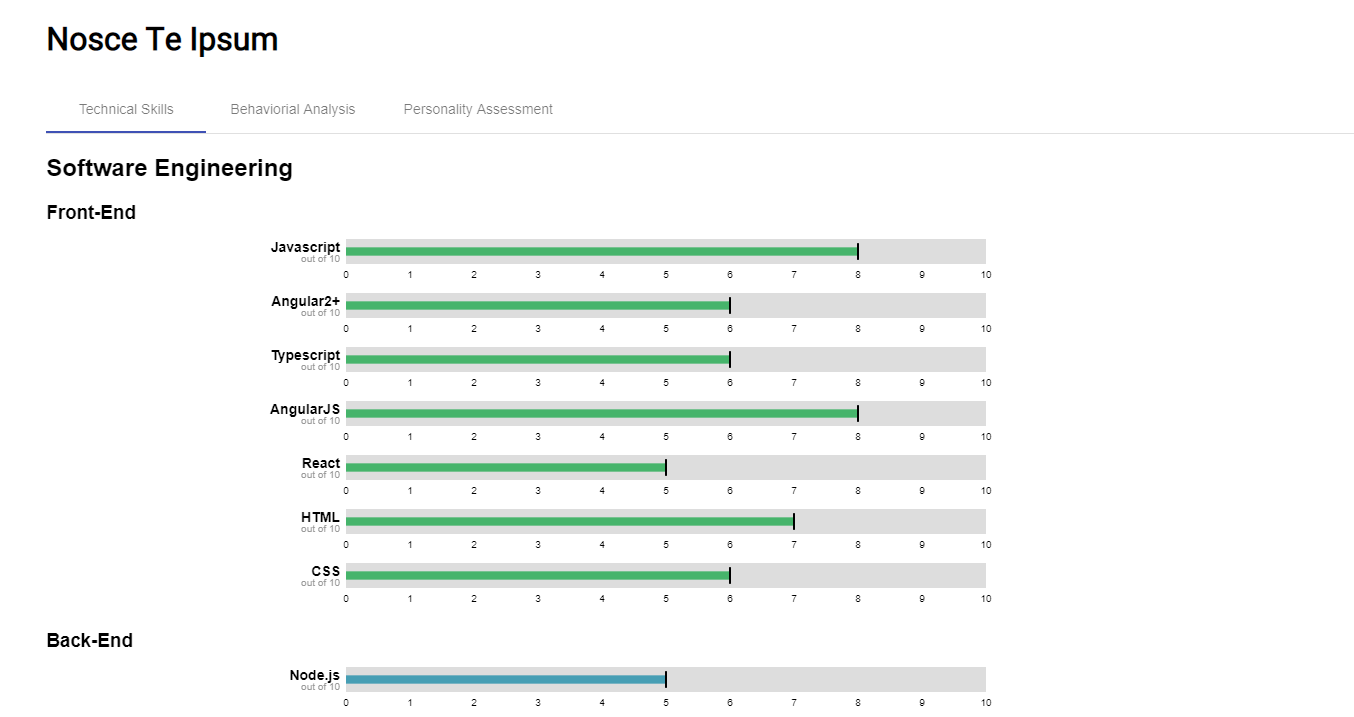 Nosce Te Ipsum
Technical Skills Behaviorial Analysis Personality Assessment
Software Engineering
Front-End
Javascript
out of 10
0 1 2 3 4 5 6 7 8 9 10
Angular2+
out of 10
0 1 2 3 4 5 6 7 8 9 10
Typescript
out of 10
0 1 2 3 4 5 6 7 8 9 10
AngularJS
out of 10
0 1 2 3 4 5 6 7 8 9 10
React
out of 10
0 1 2 3 4 5 6 7 8 9 10
HTML
out of 10
0 1 2 3 4 5 6 7 8 9 10
CSS
out of 10
0 1 2 3 4 5 6 7 8 9 10
Back-End
Node.js
out of 10
0 1 2 3 4 5 6 7 8 9 10